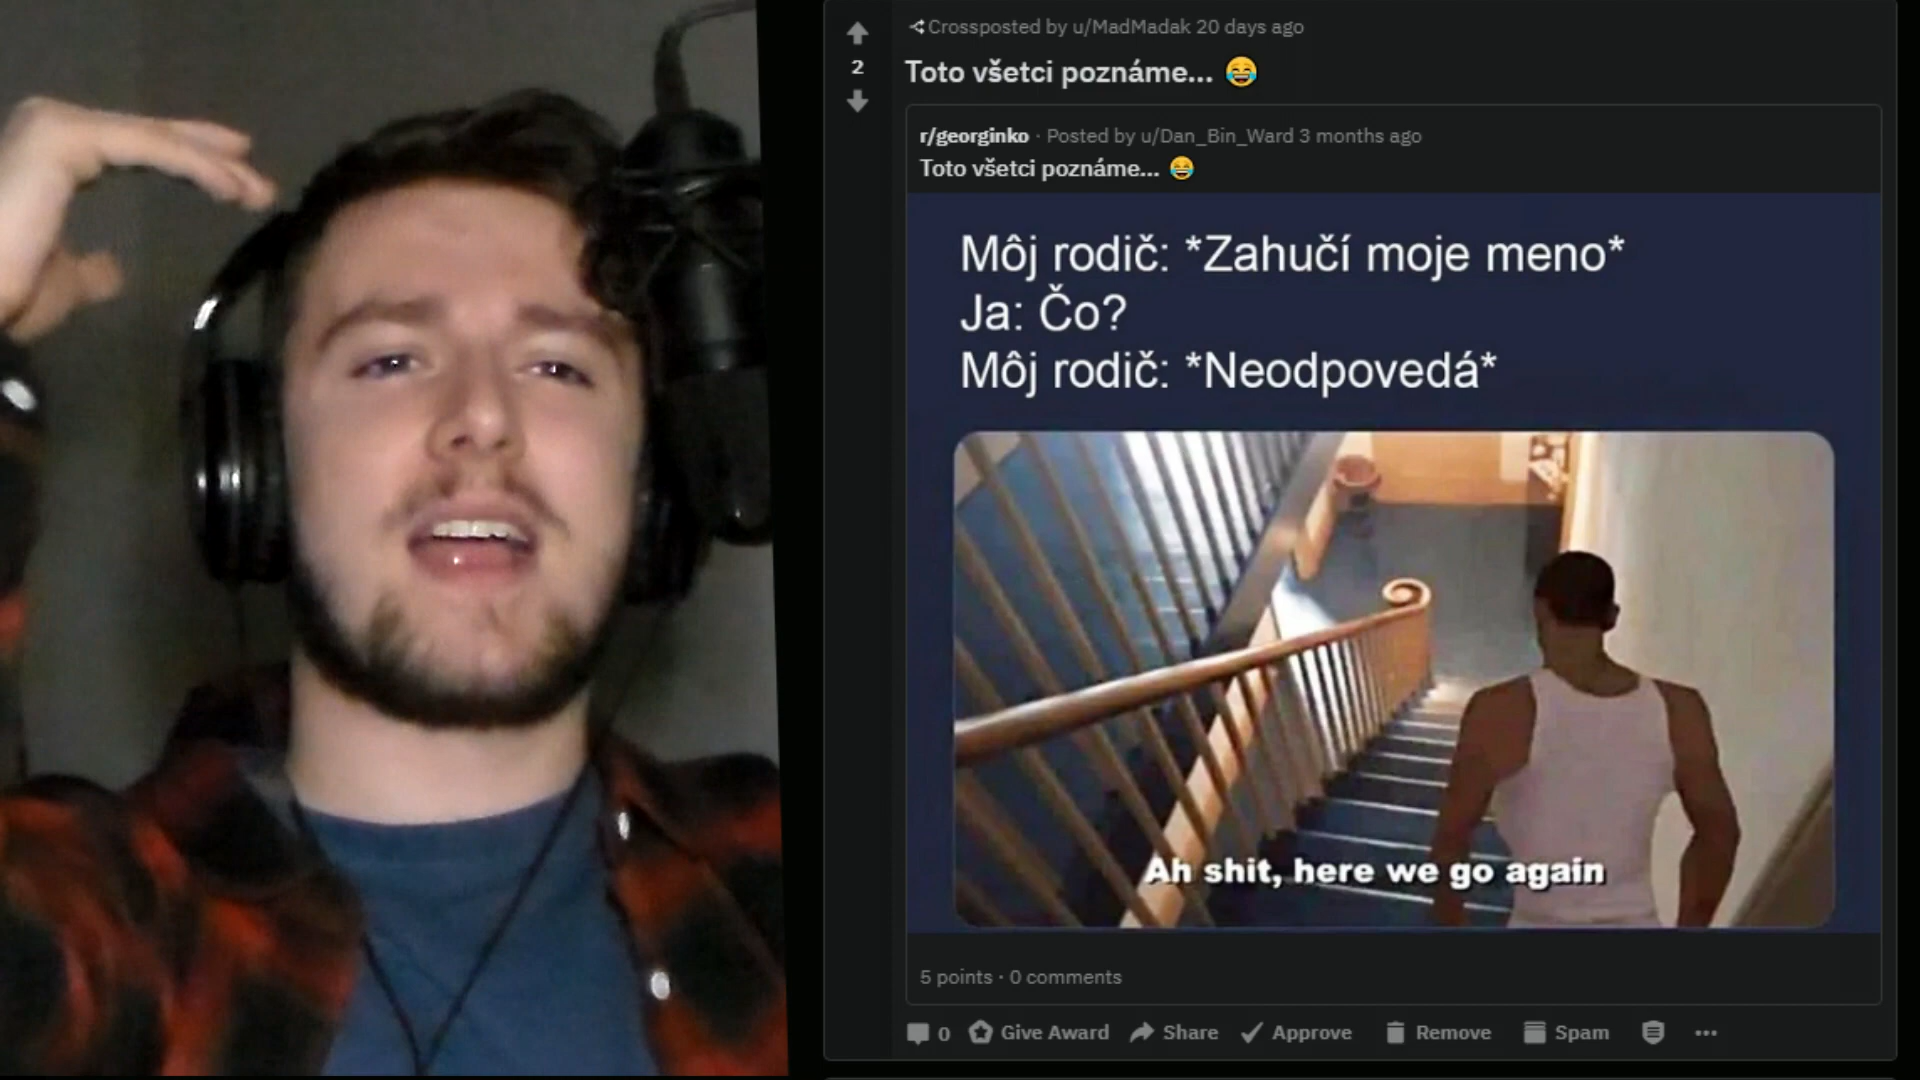 Crossposted by u/MadMadak 20 days ago
2
Toto všetci poznáme... 😂
r/georginko · Posted by u/Dan_Bin_Ward 3 months ago
Toto všetci poznáme... 😂
Môj rodič: *Zahučí moje meno*
Ja: Čo?
Môj rodič: *Neodpovedá*
Ah shit, here we go again
5 points · 0 comments
0 Give Award Share Approve Remove Spam